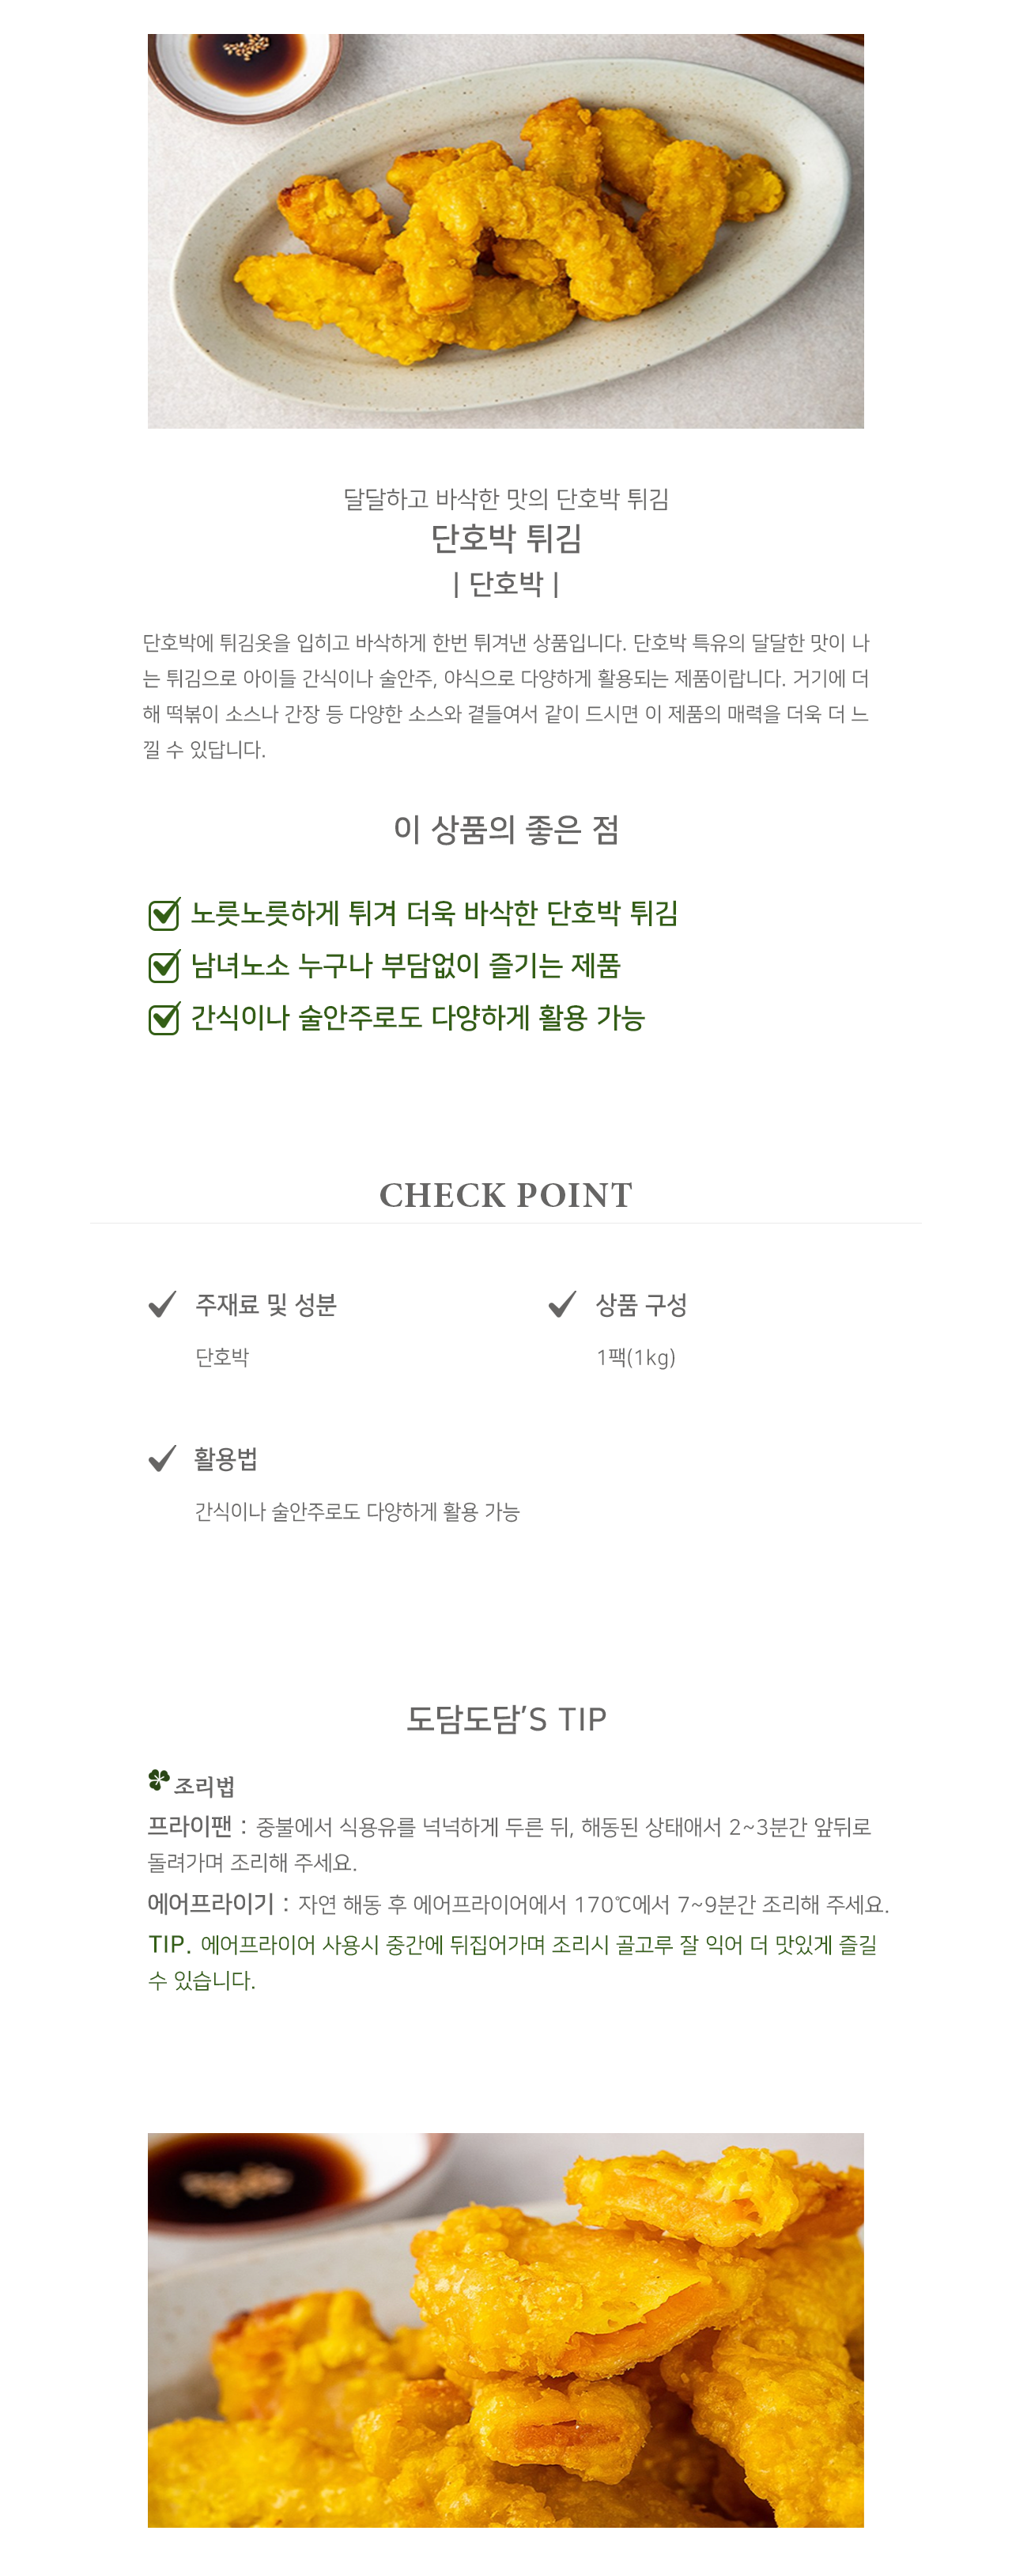 달달하고 바삭한 맛의 단호박 튀김
단호박 튀김
| 단호박 |
단호박에 튀김옷을 입히고 바삭하게 한번 튀겨낸 상품입니다. 단호박 특유의 달달한 맛이 나
는 튀김으로 아이들 간식이나 술안주, 야식으로 다양하게 활용되는 제품이랍니다. 거기에 더
해 떡볶이 소스나 간장 등 다양한 소스와 곁들여서 같이 드시면 이 제품의 매력을 더욱 더 느
낄 수 있답니다.
이 상품의 좋은 점
노릇노릇하게 튀겨 더욱 바삭한 단호박 튀김
남녀노소 누구나 부담없이 즐기는 제품
간식이나 술안주로도 다양하게 활용 가능
CHECK POINT
주재료 및 성분
상품 구성
단호박
1팩(1kg)
활용법
간식이나 술안주로도 다양하게 활용 가능
도담도담'S TIP
조리법
프라이팬 : 중불에서 식용유를 넉넉하게 두른 뒤, 해동된 상태애서 2~3분간 앞뒤로
돌려가며 조리해 주세요.
에어프라이기 : 자연 해동 후 에어프라이어에서 170℃에서 7~9분간 조리해 주세요.
TIP. 에어프라이어 사용시 중간에 뒤집어가며 조리시 골고루 잘 익어 더 맛있게 즐길
수 있습니다.